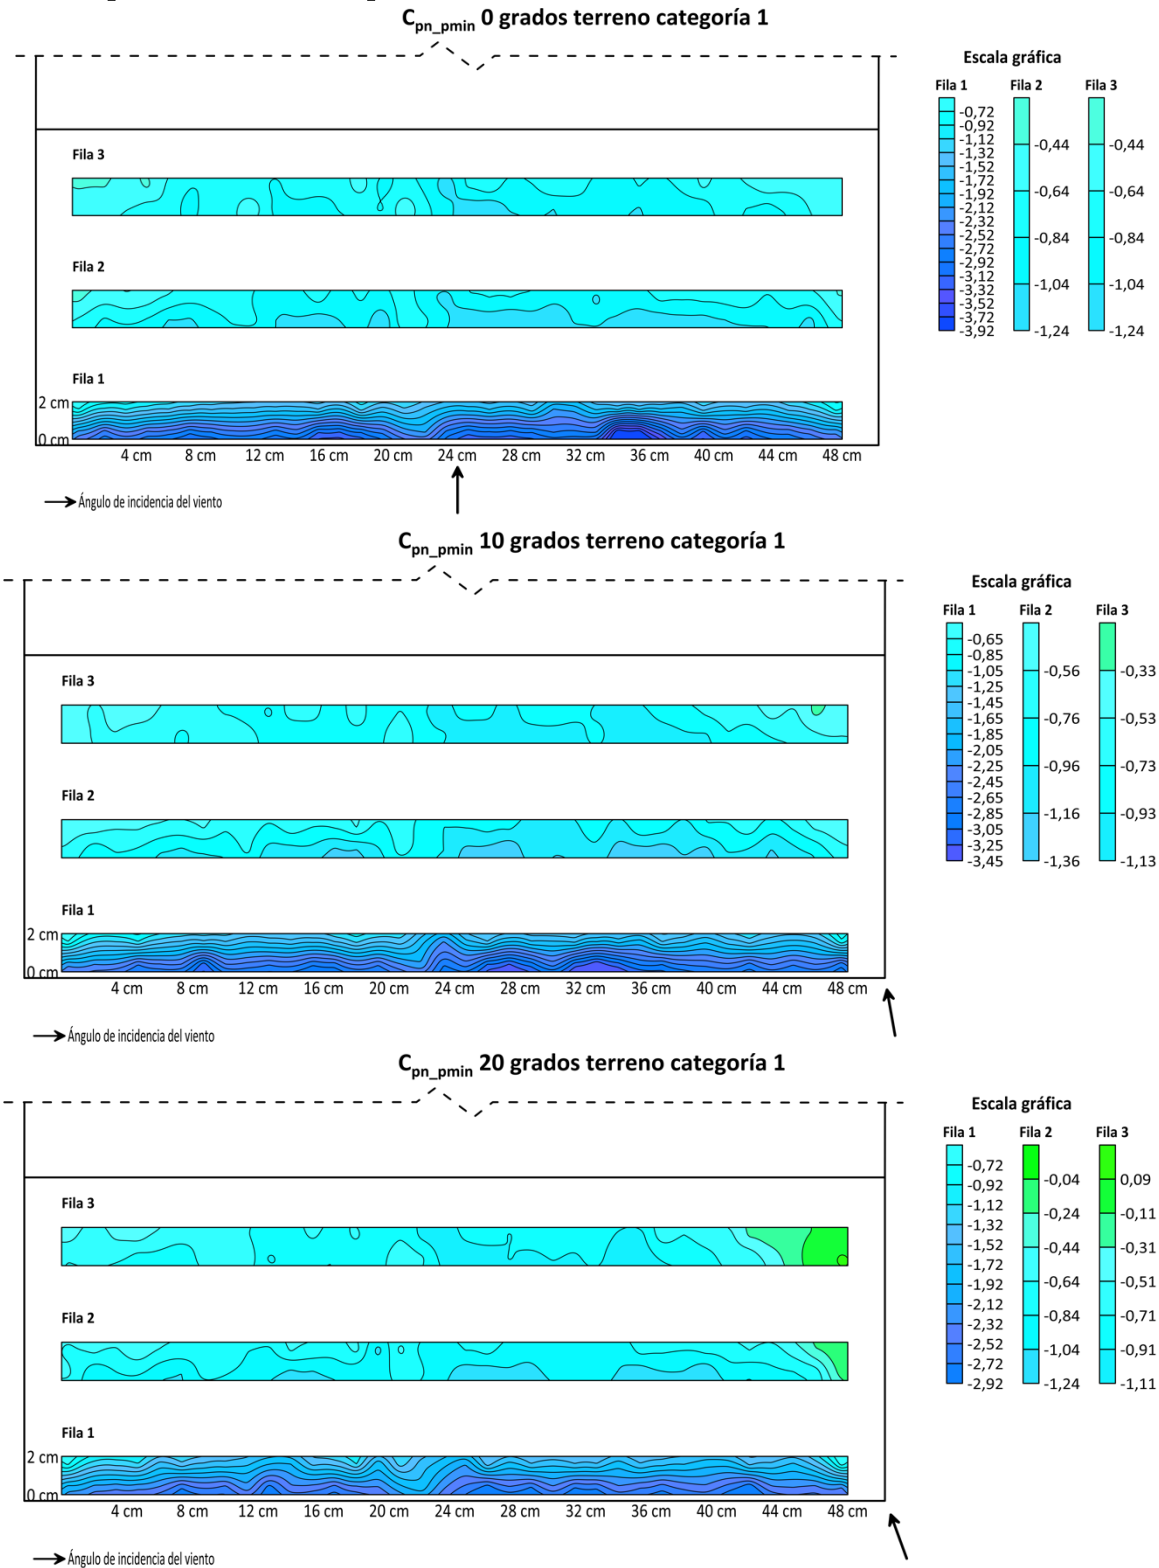 C_pn_pmin 0 grados terreno categoría 1
Escala gráfica
Fila 1 Fila 2 Fila 3
-0,72
-0,92
-1,12
-1,32
-1,52
-1,72
-1,92
-2,12
-2,32
-2,52
-2,72
-2,92
-3,12
-3,32
-3,52
-3,72
-3,92
-0,44
-0,64
-0,84
-1,04
-1,24
-0,44
-0,64
-0,84
-1,04
-1,24
Fila 3
Fila 2
Fila 1
2 cm
0 cm
4 cm 8 cm 12 cm 16 cm 20 cm 24 cm 28 cm 32 cm 36 cm 40 cm 44 cm 48 cm
Ángulo de incidencia del viento
C_pn_pmin 10 grados terreno categoría 1
Escala gráfica
Fila 1 Fila 2 Fila 3
-0,65
-0,85
-1,05
-1,25
-1,45
-1,65
-1,85
-2,05
-2,25
-2,45
-2,65
-2,85
-3,05
-3,25
-3,45
-0,56
-0,76
-0,96
-1,16
-1,36
-0,33
-0,53
-0,73
-0,93
-1,13
Fila 3
Fila 2
Fila 1
2 cm
0 cm
4 cm 8 cm 12 cm 16 cm 20 cm 24 cm 28 cm 32 cm 36 cm 40 cm 44 cm 48 cm
Ángulo de incidencia del viento
C_pn_pmin 20 grados terreno categoría 1
Escala gráfica
Fila 1 Fila 2 Fila 3
-0,72
-0,92
-1,12
-1,32
-1,52
-1,72
-1,92
-2,12
-2,32
-2,52
-2,72
-2,92
-0,04
-0,24
-0,44
-0,64
-0,84
-1,04
-1,24
0,09
-0,11
-0,31
-0,51
-0,71
-0,91
-1,11
Fila 3
Fila 2
Fila 1
2 cm
0 cm
4 cm 8 cm 12 cm 16 cm 20 cm 24 cm 28 cm 32 cm 36 cm 40 cm 44 cm 48 cm
Ángulo de incidencia del viento